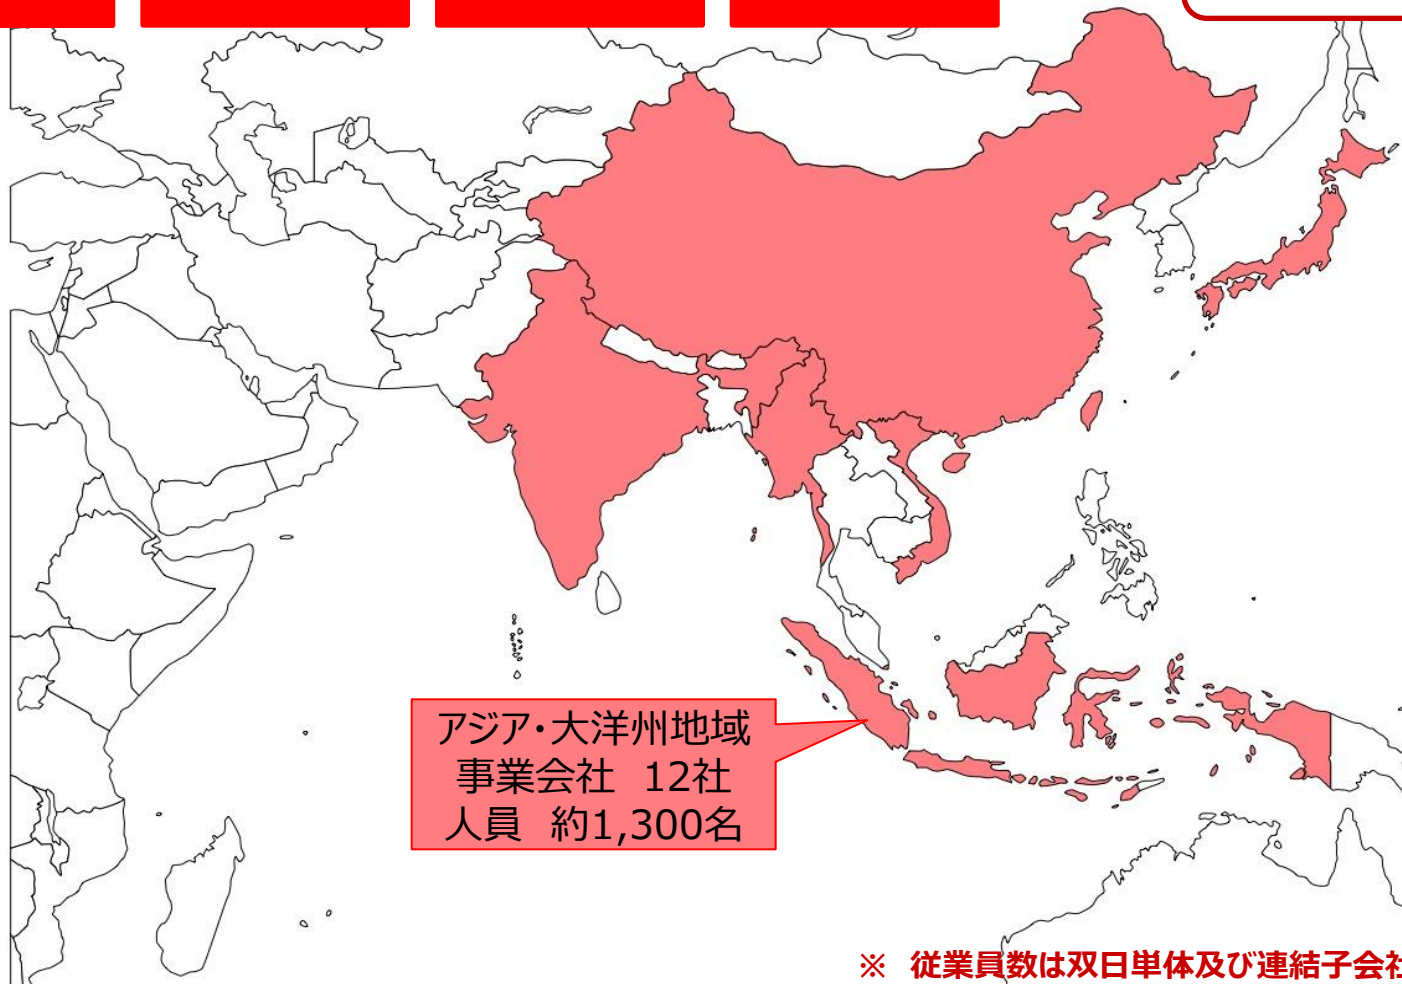 アジア・大洋州地域
事業会社 12社
人員 約1,300名
※ 従業員数は双日単体及び連結子会社